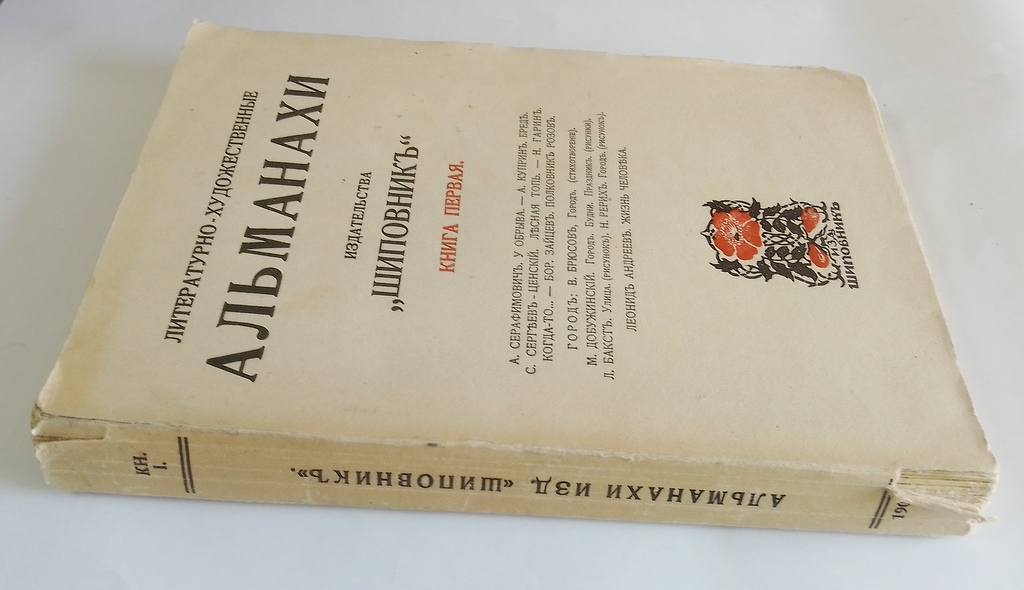 ЛИТЕРАТУРНО-ХУДОЖЕСТВЕННЫЕ
АЛЬМАНАХИ
ИЗДАТЕЛЬСТВА
„ШИПОВНИКЪ“
КНИГА ПЕРВАЯ.
А. СЕРАФИМОВИЧЪ. У ОБРЫВА. — А. КУПРИНЪ. БРЕДЪ.
С. СЕРГѢЕВЪ-ЦЕНСКІЙ. ЛѢСНАЯ ТОПЬ. — Н. ГАРИНЪ.
КОГДА-ТО... — БОР. ЗАЙЦЕВЪ. ПОЛКОВНИКЪ РОЗОВЪ.
ГОРОДЪ: В. БРЮСОВЪ, Городъ. (стихотвореніе).
М. ДОБУЖИНСКІЙ. Городъ. Будни. Праздникъ. (рисунки).
Л. БАКСТЪ. Улица. (рисунокъ). Н. РЕРИХЪ. Городъ. (рисунокъ).
ЛЕОНИДЪ АНДРЕЕВЪ. ЖИЗНЬ ЧЕЛОВѢКА.
ИЗД
ШИПОВНИКЪ
КН.
I.
АЛЬМАНАХИ ИЗД. «ШИПОВНИКЪ».
190